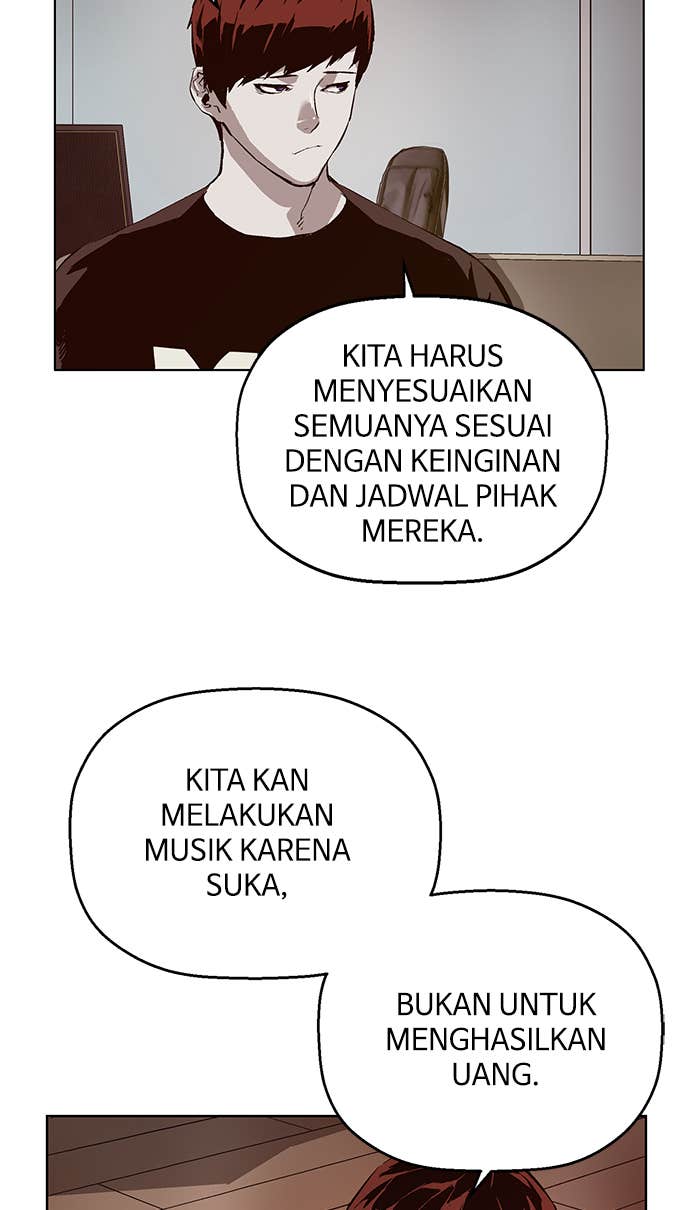 KITA HARUS
MENYESUAIKAN
SEMUANYA SESUAI
DENGAN KEINGINAN
DAN JADWAL PIHAK
MEREKA.
KITA KAN
MELAKUKAN
MUSIK KARENA
SUKA,
BUKAN UNTUK
MENGHASILKAN
UANG.